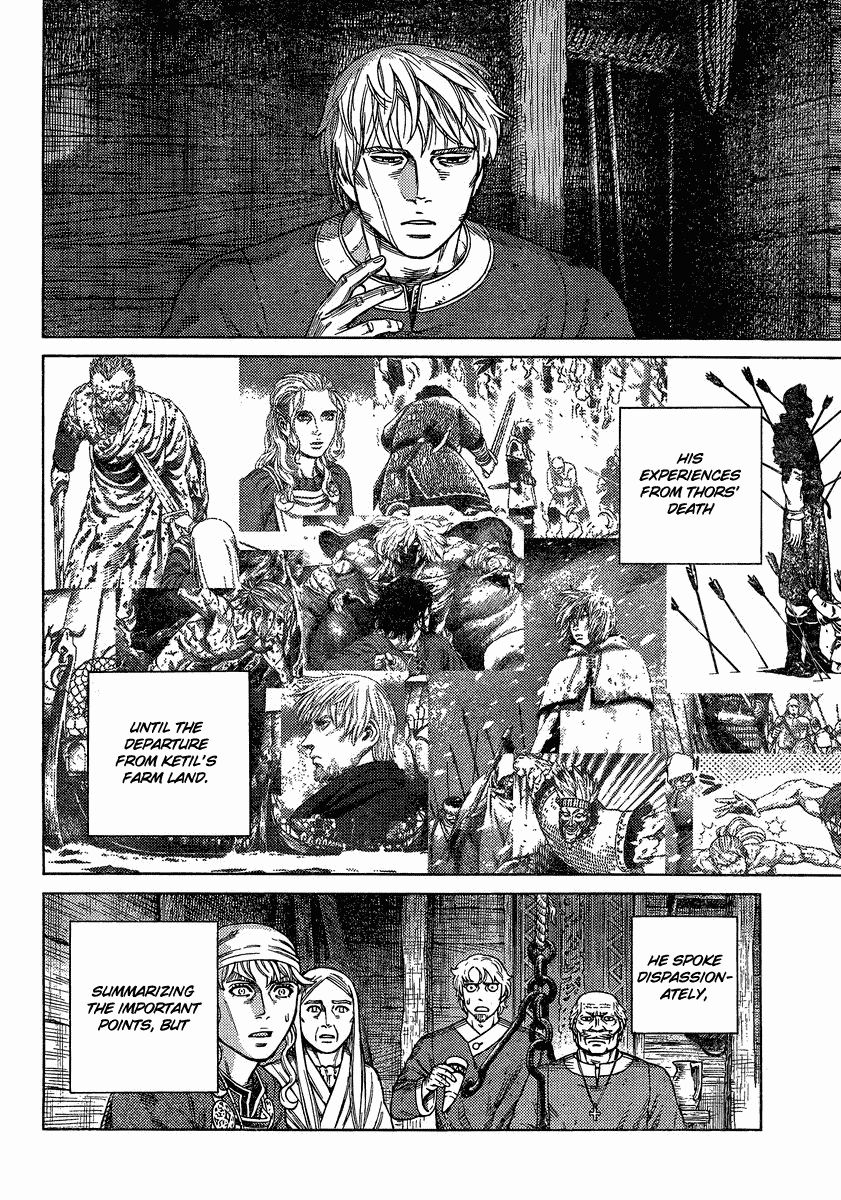 HIS
EXPERIENCES
FROM THORS'
DEATH
UNTIL THE
DEPARTURE
FROM KETIL'S
FARM LAND.
HE SPOKE
DISPASSION-
ATELY,
SUMMARIZING
THE IMPORTANT
POINTS, BUT